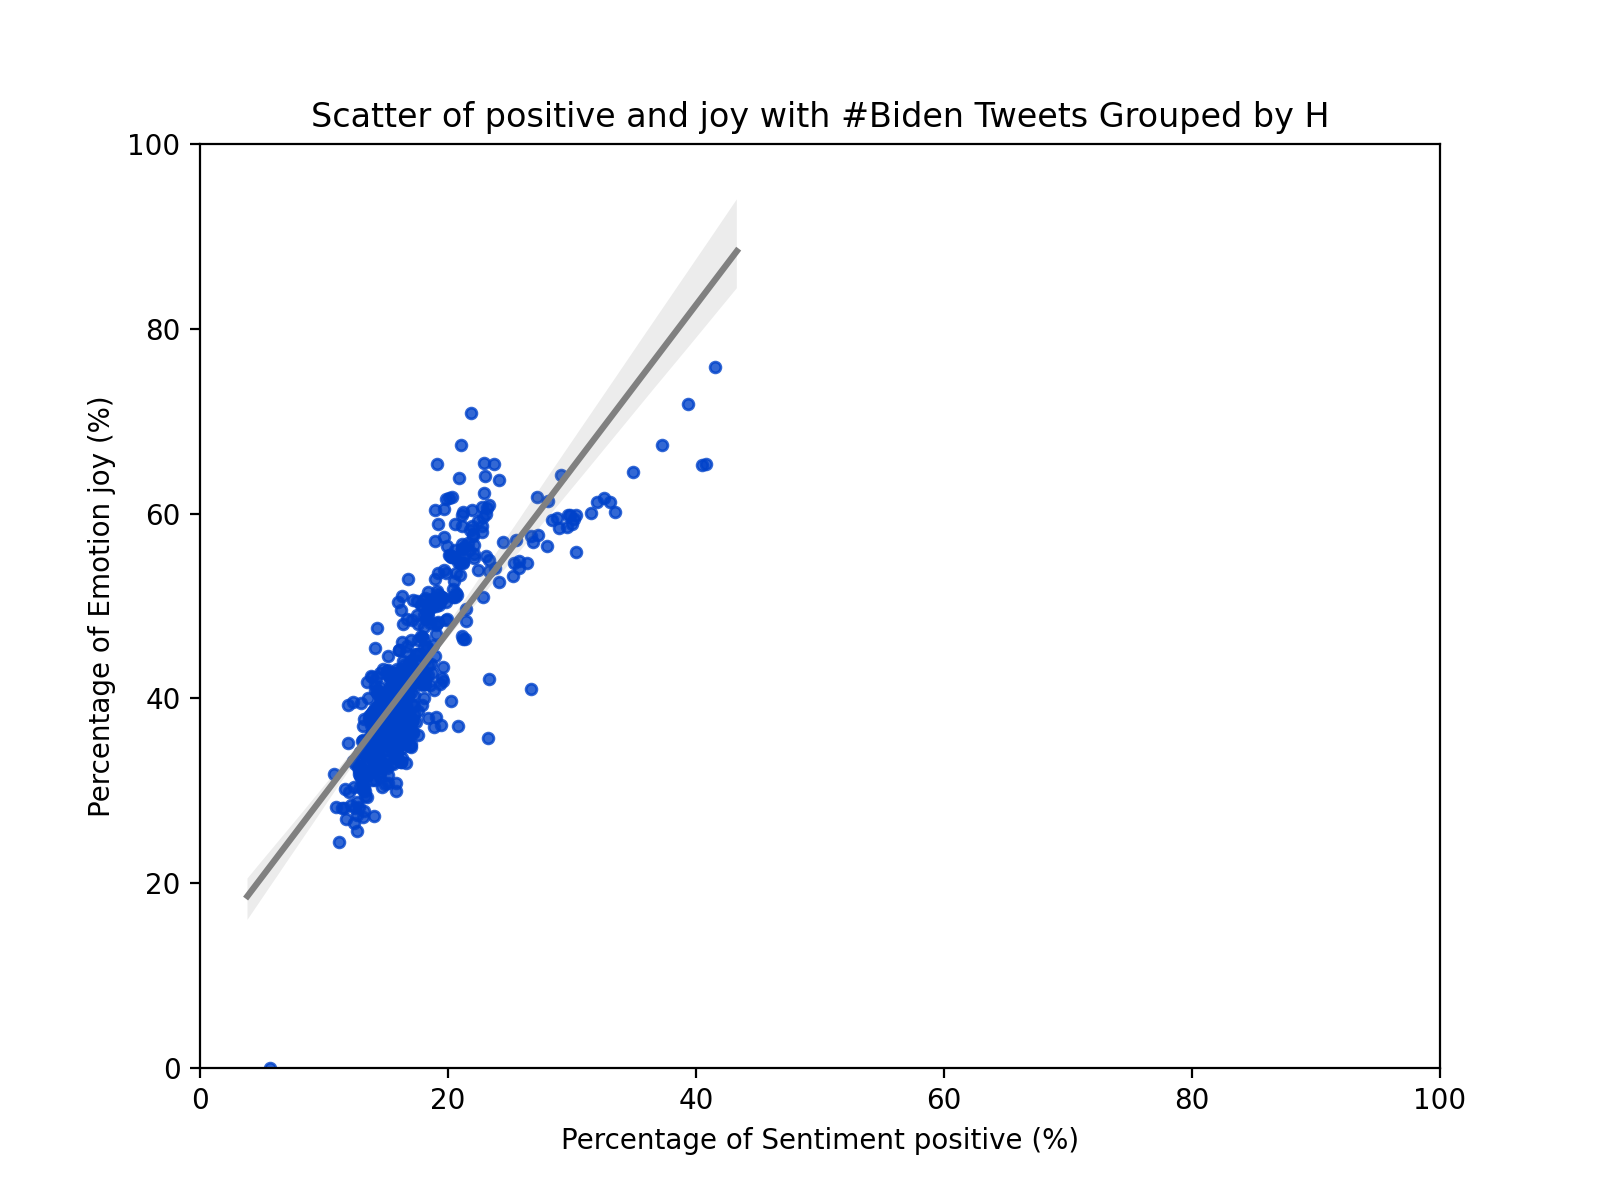 Scatter of positive and joy with #Biden Tweets Grouped by H
100
80
60
40
20
0
Percentage of Emotion joy (%)
0 20 40 60 80 100
Percentage of Sentiment positive (%)